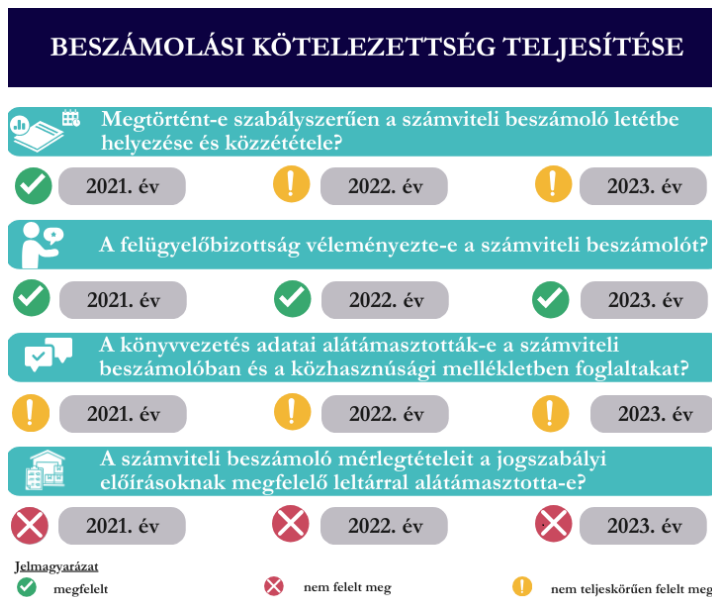 BESZÁMOLÁSI KÖTELEZETTSÉG TELJESÍTÉSE
Megtörtént-e szabályszerűen a számviteli beszámoló letétbe
helyezése és közzététele?
2021. év
2022. év
2023. év
A felügyelőbizottság véleményezte-e a számviteli beszámolót?
2021. év
2022. év
2023. év
A könyvvezetés adatai alátámasztották-e a számviteli
beszámolóban és a közhasznúsági mellékletben foglaltakat?
2021. év
2022. év
2023. év
A számviteli beszámoló mérlegtételeit a jogszabályi
előírásoknak megfelelő leltárral alátámasztotta-e?
2021. év
2022. év
2023. év
Jelmagyarázat
megfelelt
nem felelt meg
nem teljeskörűen felelt meg